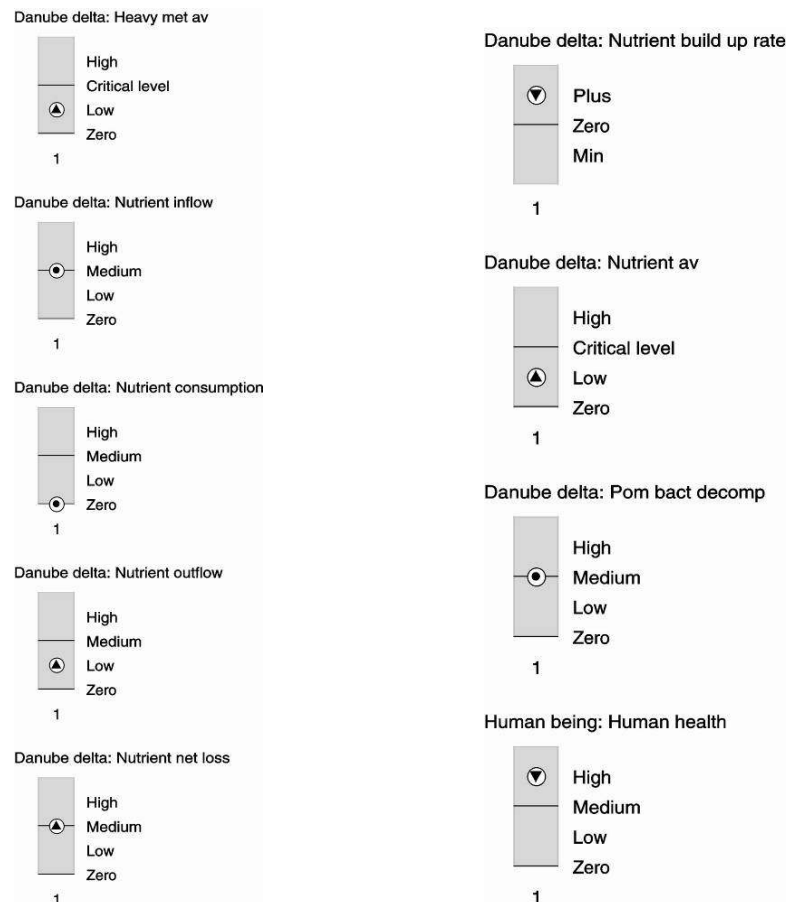 Danube delta: Heavy met av
High
Critical level
Low
Zero
1
Danube delta: Nutrient inflow
High
Medium
Low
Zero
1
Danube delta: Nutrient consumption
High
Medium
Low
Zero
1
Danube delta: Nutrient outflow
High
Medium
Low
Zero
1
Danube delta: Nutrient net loss
High
Medium
Low
Zero
1
Danube delta: Nutrient build up rate
Plus
Zero
Min
1
Danube delta: Nutrient av
High
Critical level
Low
Zero
1
Danube delta: Pom bact decomp
High
Medium
Low
Zero
1
Human being: Human health
High
Medium
Low
Zero
1